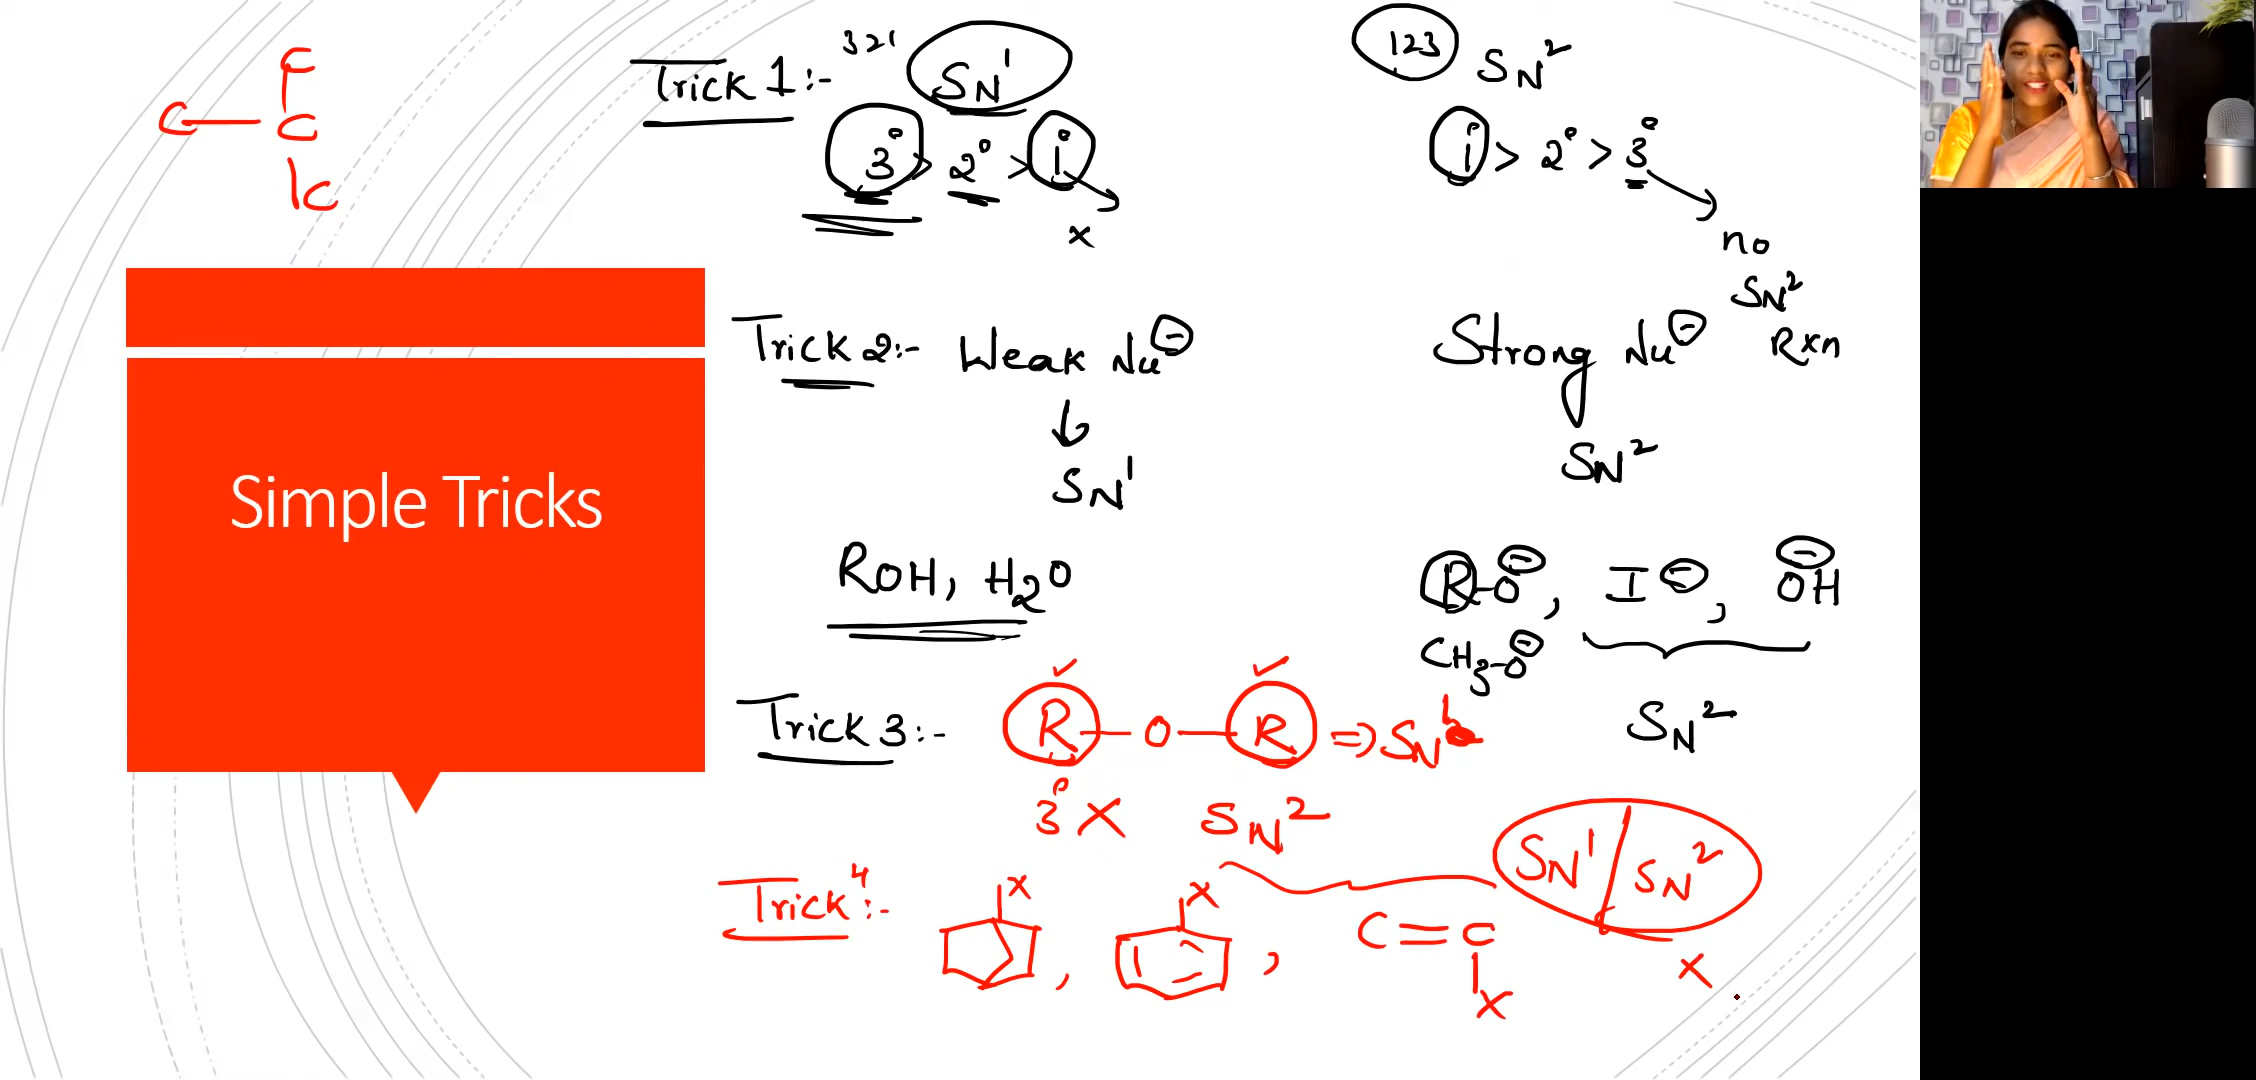 C
C — C
C
Simple Tricks
Trick 1:- 321 SN¹ 123 SN²
3° > 2° > 1° 1° > 2° > 3°
x no
SN²
Rxn
Trick 2:- Weak Nu⊖ Strong Nu⊖
SN¹ SN²
ROH, H₂O R-O⊖, I⊖, ⊖OH
CH₃-O⊖
Trick 3:- R — O — R ⇒ SN¹ SN²
3° X SN²
SN¹ / SN²
Trick 4:- X , X , C = C X
X